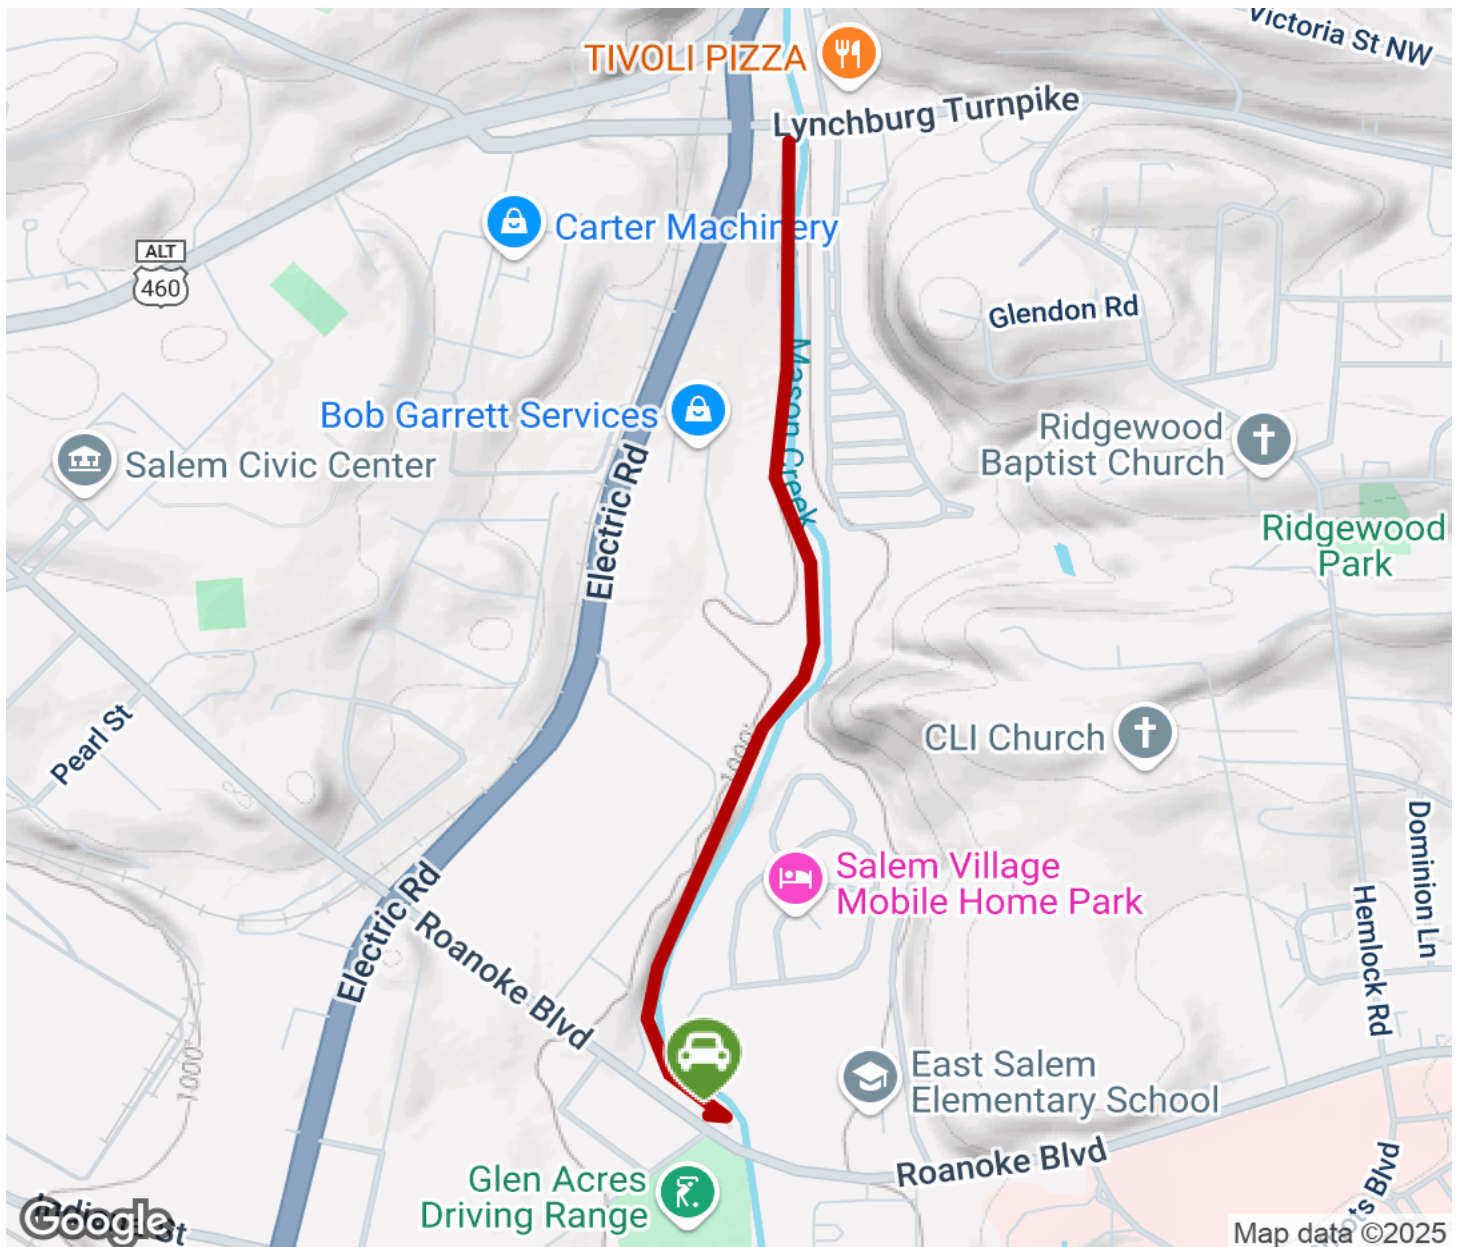 Victoria St NW
TIVOLI PIZZA
Lynchburg Turnpike
Carter Machinery
ALT
460
Glendon Rd
Mason Creek
Bob Garrett Services
Ridgewood
Baptist Church
Salem Civic Center
Electric Rd
Ridgewood
Park
Pearl St
1000'
CLI Church
Dominion Ln
Salem Village
Mobile Home Park
Electric Rd
Hemlock Rd
Roanoke Blvd
1000'
East Salem
Elementary School
Roanoke Blvd
Glen Acres
Driving Range
Blvd
Google
St
Map data ©2025